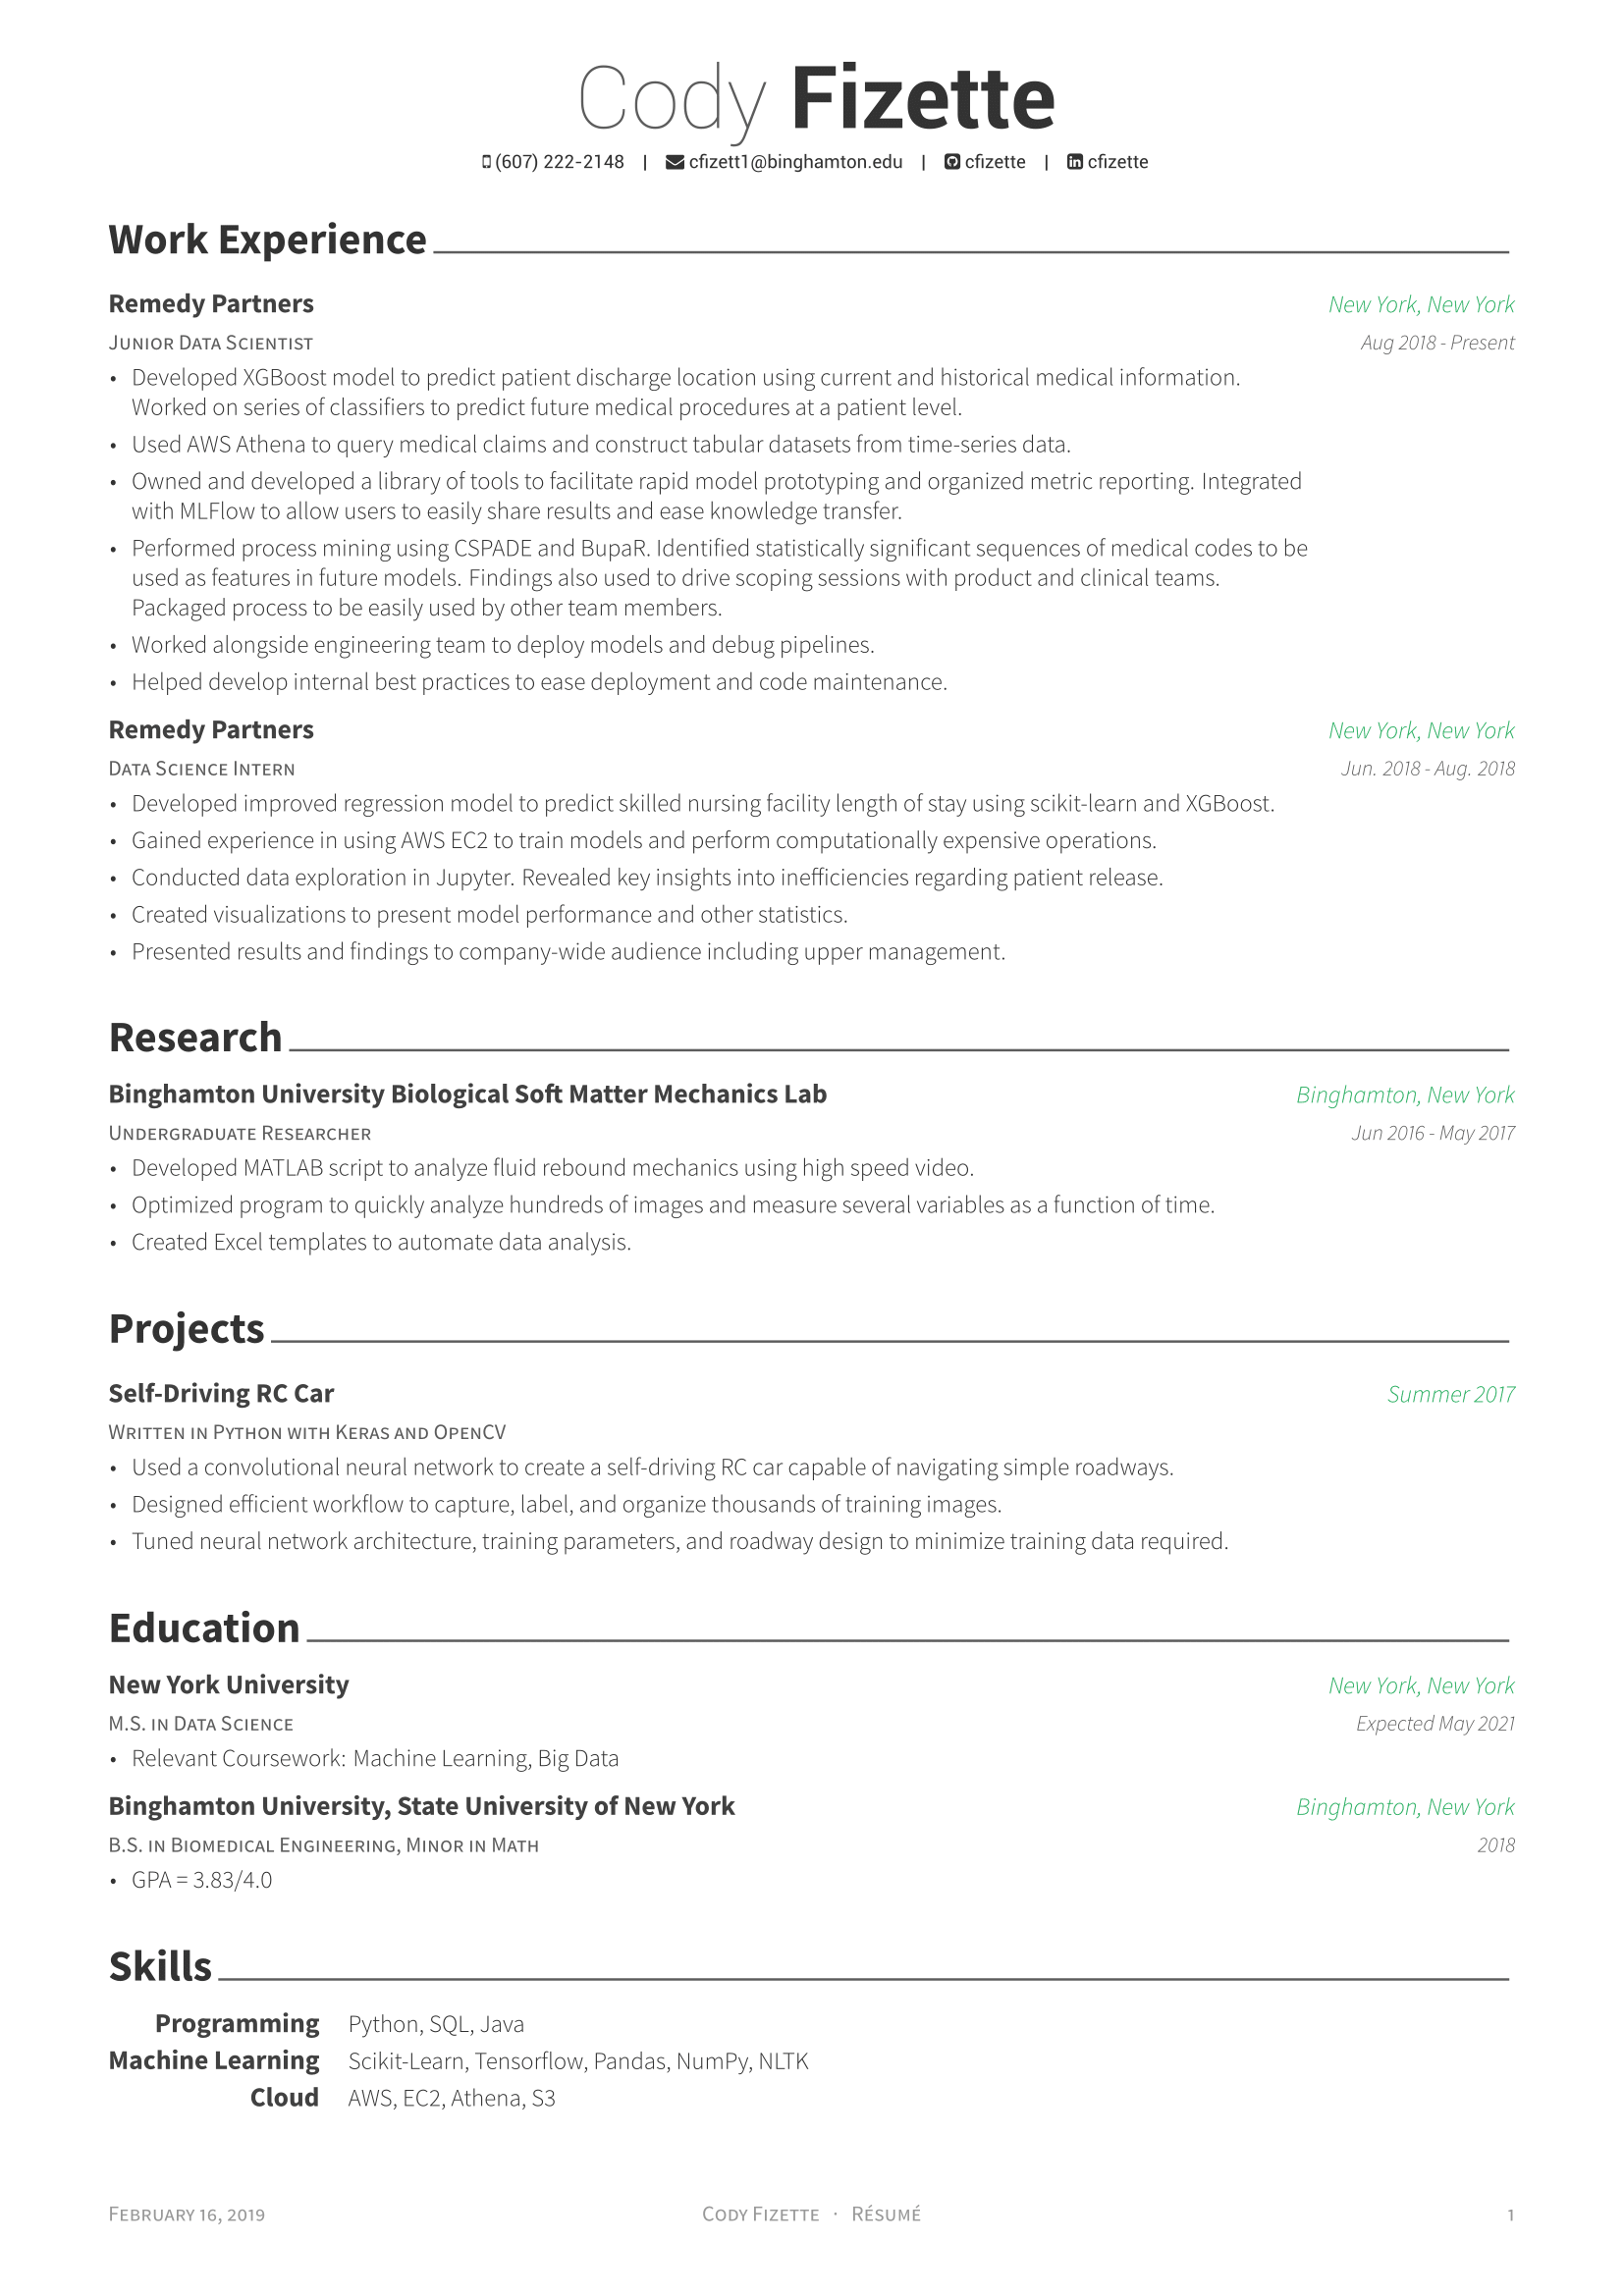 Cody Fizette
(607) 222-2148 | cfizett1@binghamton.edu | cfizette | cfizette
Work Experience
Remedy Partners New York, New York
Junior Data Scientist Aug 2018 - Present
• Developed XGBoost model to predict patient discharge location using current and historical medical information.
Worked on series of classifiers to predict future medical procedures at a patient level.
• Used AWS Athena to query medical claims and construct tabular datasets from time-series data.
• Owned and developed a library of tools to facilitate rapid model prototyping and organized metric reporting. Integrated
with MLFlow to allow users to easily share results and ease knowledge transfer.
• Performed process mining using CSPADE and BupaR. Identified statistically significant sequences of medical codes to be
used as features in future models. Findings also used to drive scoping sessions with product and clinical teams.
Packaged process to be easily used by other team members.
• Worked alongside engineering team to deploy models and debug pipelines.
• Helped develop internal best practices to ease deployment and code maintenance.
Remedy Partners New York, New York
Data Science Intern Jun. 2018 - Aug. 2018
• Developed improved regression model to predict skilled nursing facility length of stay using scikit-learn and XGBoost.
• Gained experience in using AWS EC2 to train models and perform computationally expensive operations.
• Conducted data exploration in Jupyter. Revealed key insights into inefficiencies regarding patient release.
• Created visualizations to present model performance and other statistics.
• Presented results and findings to company-wide audience including upper management.
Research
Binghamton University Biological Soft Matter Mechanics Lab Binghamton, New York
Undergraduate Researcher Jun 2016 - May 2017
• Developed MATLAB script to analyze fluid rebound mechanics using high speed video.
• Optimized program to quickly analyze hundreds of images and measure several variables as a function of time.
• Created Excel templates to automate data analysis.
Projects
Self-Driving RC Car Summer 2017
Written in Python with Keras and OpenCV
• Used a convolutional neural network to create a self-driving RC car capable of navigating simple roadways.
• Designed efficient workflow to capture, label, and organize thousands of training images.
• Tuned neural network architecture, training parameters, and roadway design to minimize training data required.
Education
New York University New York, New York
M.S. in Data Science Expected May 2021
• Relevant Coursework: Machine Learning, Big Data
Binghamton University, State University of New York Binghamton, New York
B.S. in Biomedical Engineering, Minor in Math 2018
• GPA = 3.83/4.0
Skills
Programming Python, SQL, Java
Machine Learning Scikit-Learn, Tensorflow, Pandas, NumPy, NLTK
Cloud AWS, EC2, Athena, S3
February 16, 2019 Cody Fizette · Résumé 1